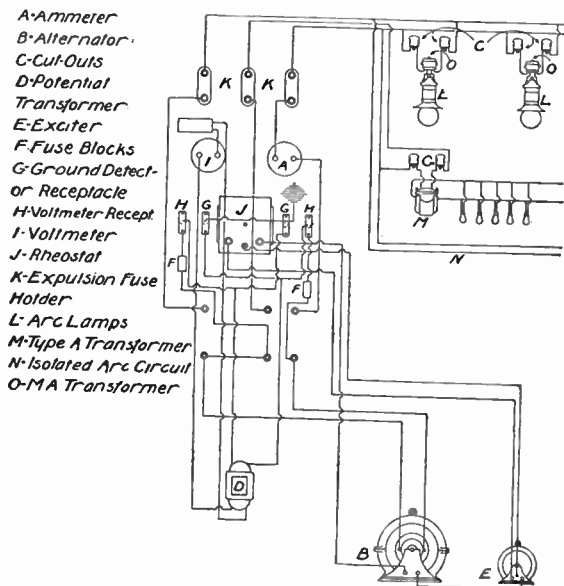 A-Ammeter
B-Alternator
C-Cut-Outs
D-Potential
Transformer
E-Exciter
F-Fuse Blocks
G-Ground Detect-
or Receptacle
H-Voltmeter Recept.
I-Voltmeter
J-Rheostat
K-Expulsion Fuse
Holder
L-Arc Lamps
M-Type A Transformer
N-Isolated Arc Circuit
O-MA Transformer
C
O
O
L
L
K
K
I
A
C
M
H
G
J
G
H
N
F
F
D
B
E